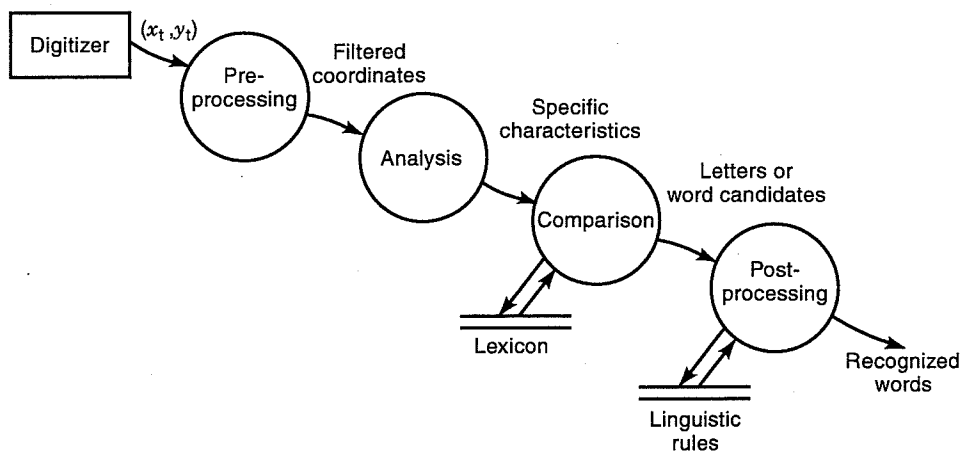 Digitizer
(xₜ ,yₜ)
Pre-
processing
Filtered
coordinates
Analysis
Specific
characteristics
Comparison
Lexicon
Letters or
word candidates
Post-
processing
Linguistic
rules
Recognized
words